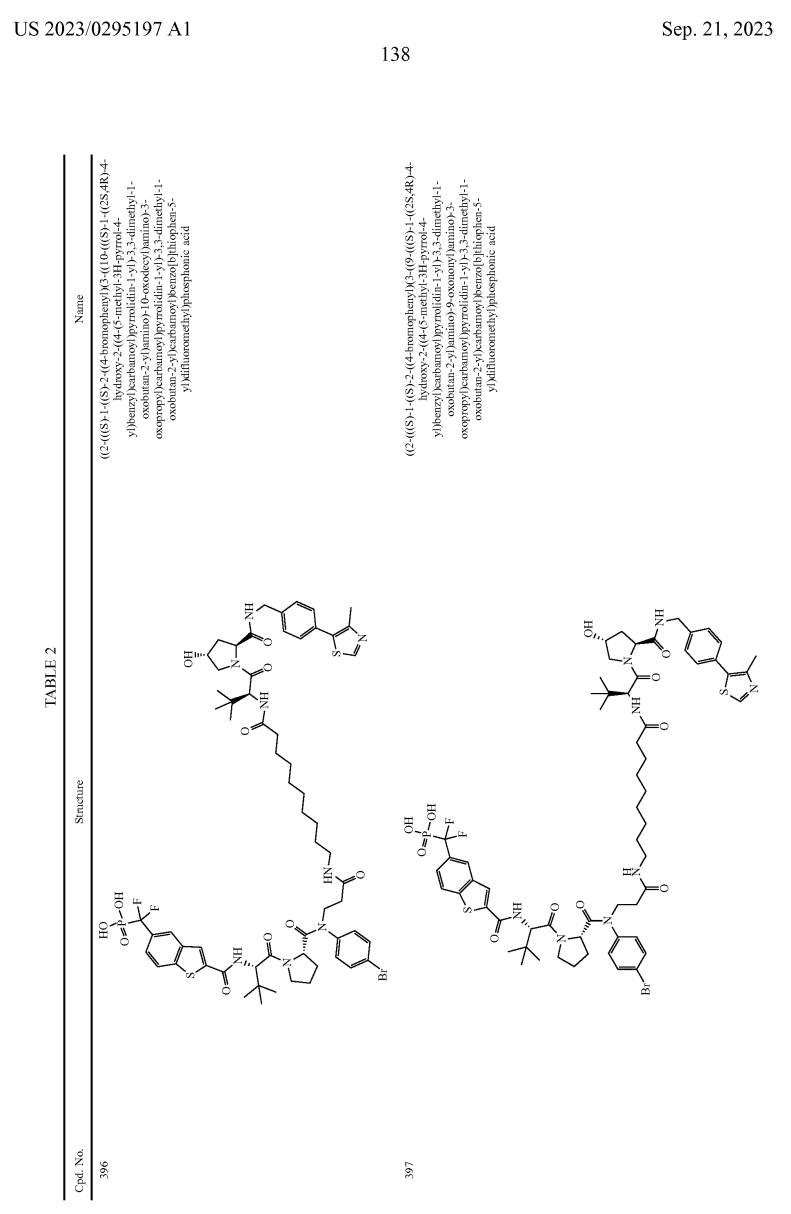 US 2023/0295197 A1
Sep. 21, 2023
138
TABLE 2
Cpd. No.
Structure
Name
396
HO
OH
P
O
F
F
S
O
NH
O
N
O
N
Br
O
HN
O
NH
O
N
OH
O
NH
S
N
((2-(((S)-1-((S)-2-((4-bromophenyl)(3-((10-(((S)-1-((2S,4R)-4-
hydroxy-2-((4-(5-methyl-3H-pyrrol-4-
yl)benzyl)carbamoyl)pyrrolidin-1-yl)-3,3-dimethyl-1-
oxobutan-2-yl)amino)-10-oxodecyl)amino)-3-
oxopropyl)carbamoyl)pyrrolidin-1-yl)-3,3-dimethyl-1-
oxobutan-2-yl)carbamoyl)benzo[b]thiophen-5-
yl)difluoromethyl)phosphonic acid
397
OH
OH
P
O
F
F
S
O
NH
O
N
O
N
Br
O
HN
O
NH
O
N
OH
O
NH
S
N
((2-(((S)-1-((S)-2-((4-bromophenyl)(3-((9-(((S)-1-((2S,4R)-4-
hydroxy-2-((4-(5-methyl-3H-pyrrol-4-
yl)benzyl)carbamoyl)pyrrolidin-1-yl)-3,3-dimethyl-1-
oxobutan-2-yl)amino)-9-oxononyl)amino)-3-
oxopropyl)carbamoyl)pyrrolidin-1-yl)-3,3-dimethyl-1-
oxobutan-2-yl)carbamoyl)benzo[b]thiophen-5-
yl)difluoromethyl)phosphonic acid